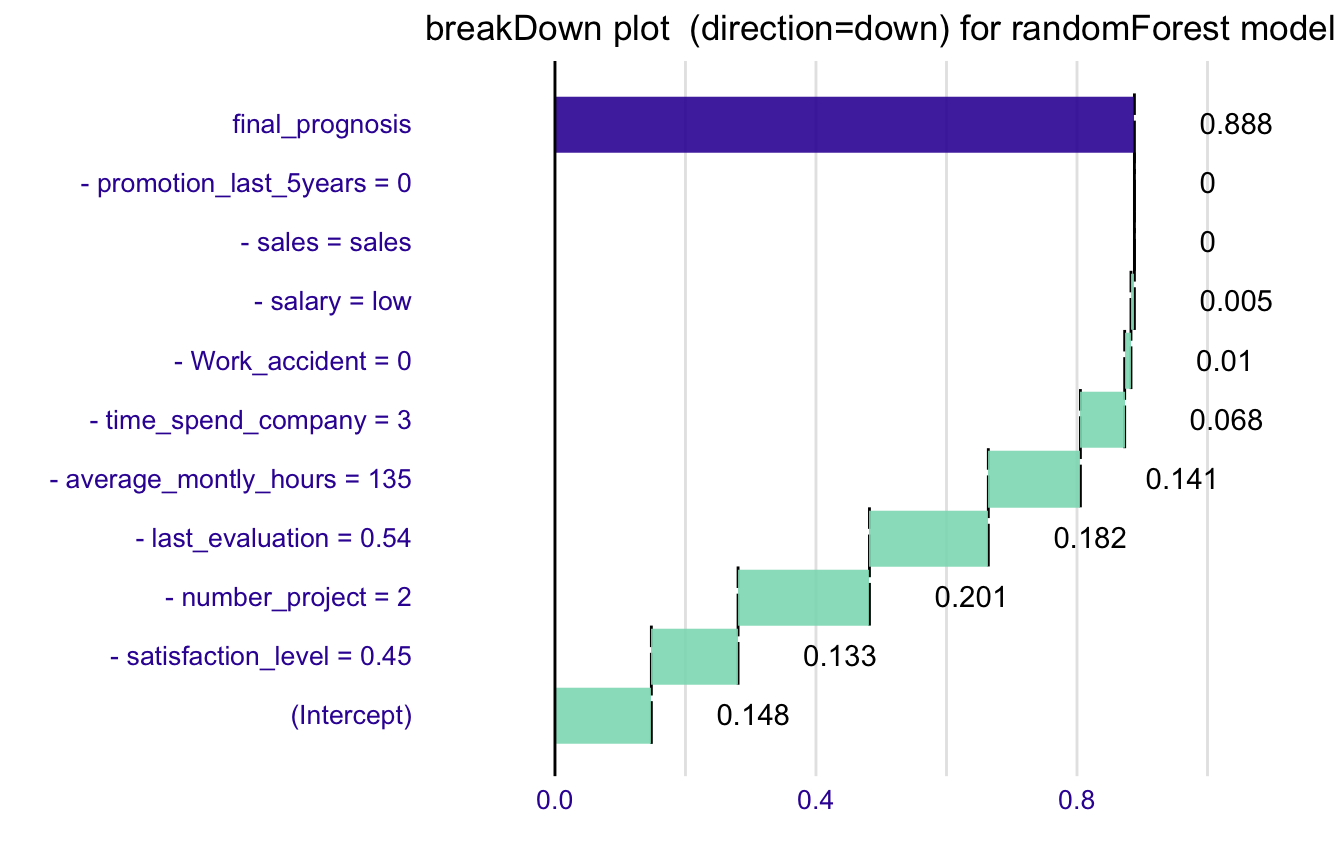 breakDown plot  (direction=down) for randomForest model
final_prognosis 0.888
- promotion_last_5years = 0 0
- sales = sales 0
- salary = low 0.005
- Work_accident = 0 0.01
- time_spend_company = 3 0.068
- average_montly_hours = 135 0.141
- last_evaluation = 0.54 0.182
- number_project = 2 0.201
- satisfaction_level = 0.45 0.133
(Intercept) 0.148
0.0 0.4 0.8